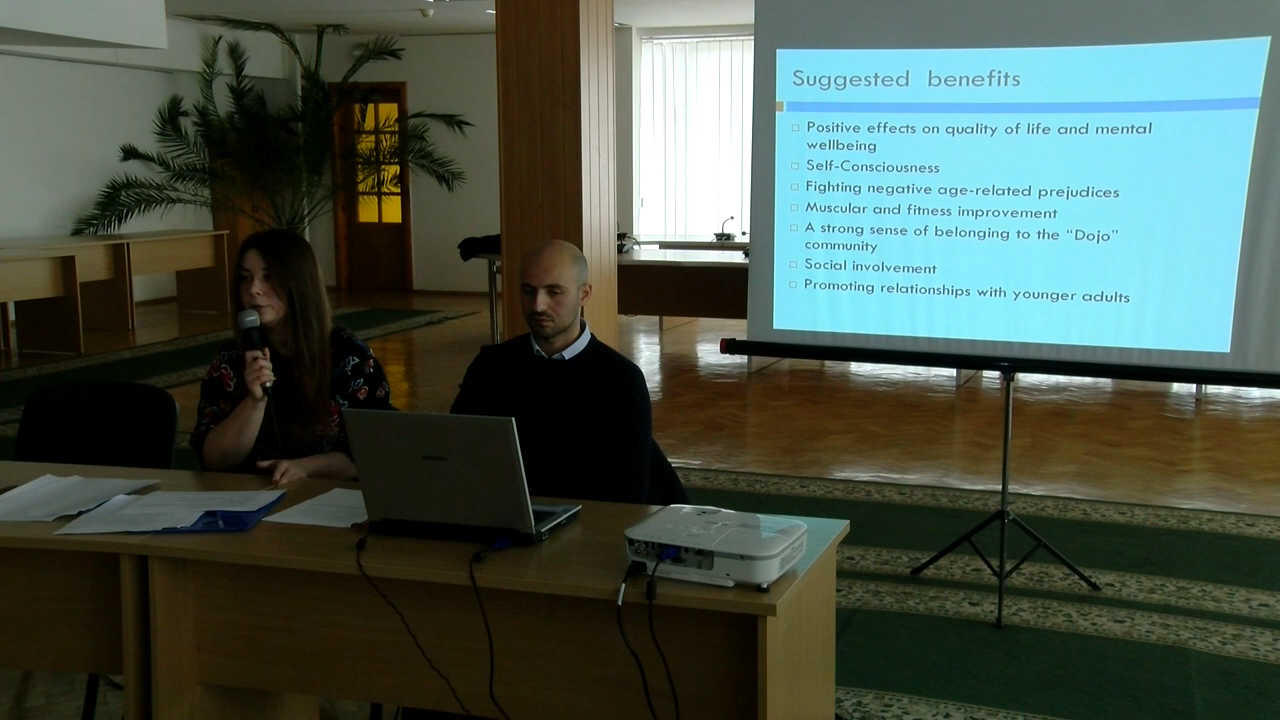 Suggested benefits
Positive effects on quality of life and mental
wellbeing
Self-Consciousness
Fighting negative age-related prejudices
Muscular and fitness improvement
A strong sense of belonging to the "Dojo"
community
Social involvement
Promoting relationships with younger adults